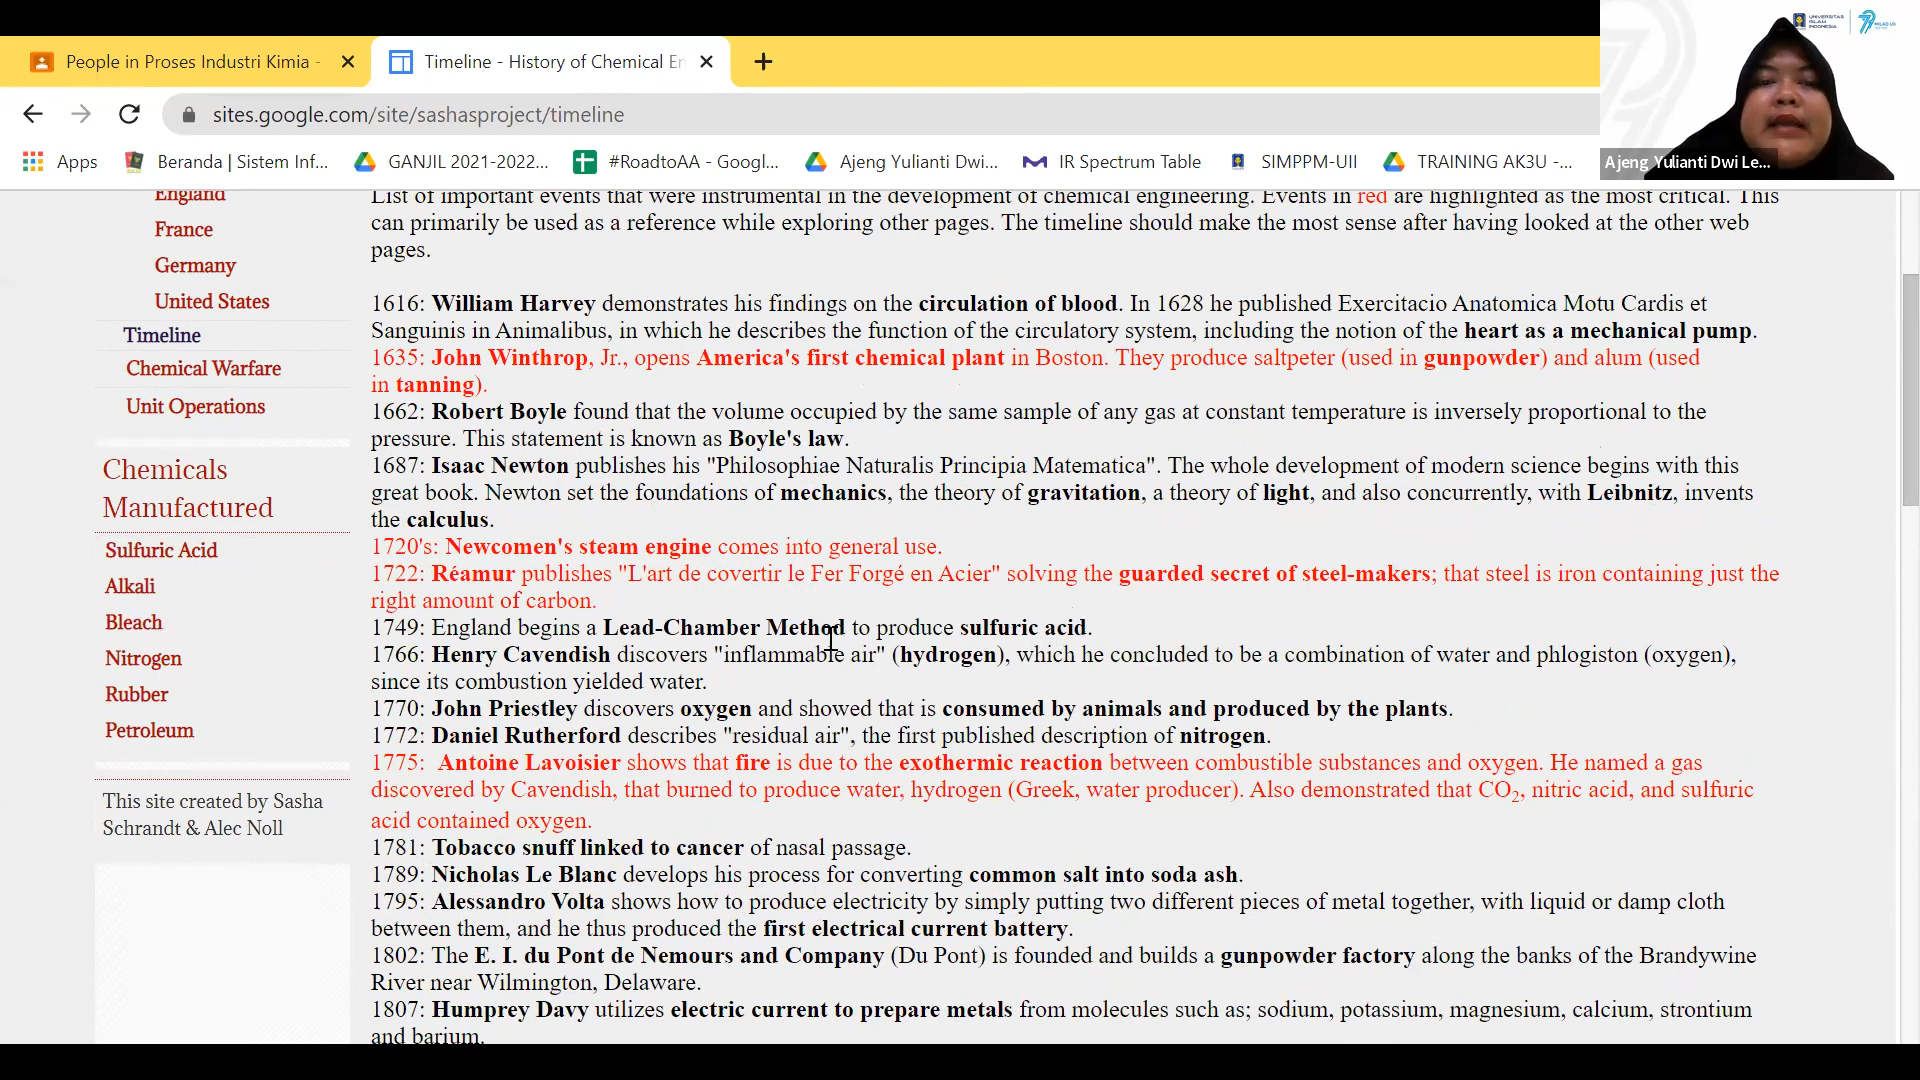 UNIVERSITAS
ISLAM
INDONESIA
MILAD UII
People in Proses Industri Kimia -
Timeline - History of Chemical En
sites.google.com/site/sashasproject/timeline
Apps
Beranda | Sistem Inf...
GANJIL 2021-2022...
#RoadtoAA - Googl...
Ajeng Yulianti Dwi...
IR Spectrum Table
SIMPPM-UII
TRAINING AK3U -...
Ajeng Yulianti Dwi Le...
England
France
Germany
United States
Timeline
Chemical Warfare
Unit Operations
Chemicals
Manufactured
Sulfuric Acid
Alkali
Bleach
Nitrogen
Rubber
Petroleum
This site created by Sasha
Schrandt & Alec Noll
List of important events that were instrumental in the development of chemical engineering. Events in red are highlighted as the most critical. This
can primarily be used as a reference while exploring other pages. The timeline should make the most sense after having looked at the other web
pages.
1616: William Harvey demonstrates his findings on the circulation of blood. In 1628 he published Exercitacio Anatomica Motu Cardis et
Sanguinis in Animalibus, in which he describes the function of the circulatory system, including the notion of the heart as a mechanical pump.
1635: John Winthrop, Jr., opens America's first chemical plant in Boston. They produce saltpeter (used in gunpowder) and alum (used
in tanning).
1662: Robert Boyle found that the volume occupied by the same sample of any gas at constant temperature is inversely proportional to the
pressure. This statement is known as Boyle's law.
1687: Isaac Newton publishes his "Philosophiae Naturalis Principia Matematica". The whole development of modern science begins with this
great book. Newton set the foundations of mechanics, the theory of gravitation, a theory of light, and also concurrently, with Leibnitz, invents
the calculus.
1720's: Newcomen's steam engine comes into general use.
1722: Réamur publishes "L'art de covertir le Fer Forgé en Acier" solving the guarded secret of steel-makers; that steel is iron containing just the
right amount of carbon.
1749: England begins a Lead-Chamber Method to produce sulfuric acid.
1766: Henry Cavendish discovers "inflammable air" (hydrogen), which he concluded to be a combination of water and phlogiston (oxygen),
since its combustion yielded water.
1770: John Priestley discovers oxygen and showed that is consumed by animals and produced by the plants.
1772: Daniel Rutherford describes "residual air", the first published description of nitrogen.
1775: Antoine Lavoisier shows that fire is due to the exothermic reaction between combustible substances and oxygen. He named a gas
discovered by Cavendish, that burned to produce water, hydrogen (Greek, water producer). Also demonstrated that CO2, nitric acid, and sulfuric
acid contained oxygen.
1781: Tobacco snuff linked to cancer of nasal passage.
1789: Nicholas Le Blanc develops his process for converting common salt into soda ash.
1795: Alessandro Volta shows how to produce electricity by simply putting two different pieces of metal together, with liquid or damp cloth
between them, and he thus produced the first electrical current battery.
1802: The E. I. du Pont de Nemours and Company (Du Pont) is founded and builds a gunpowder factory along the banks of the Brandywine
River near Wilmington, Delaware.
1807: Humprey Davy utilizes electric current to prepare metals from molecules such as; sodium, potassium, magnesium, calcium, strontium
and barium.